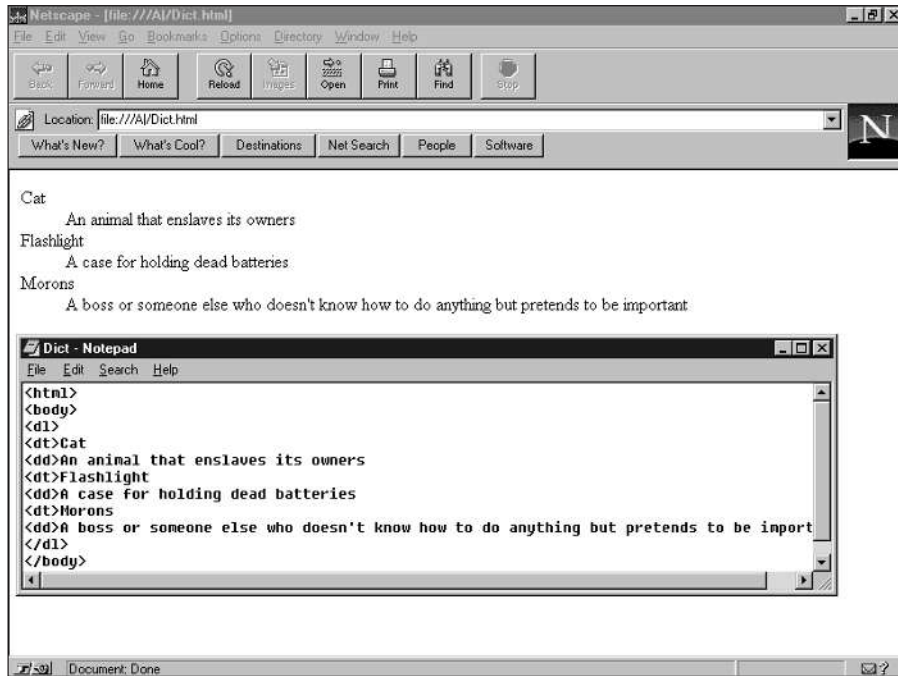 Netscape - [file:///A|/Dict.html]
File Edit View Go Bookmarks Options Directory Window Help
Back Forward Home Reload Images Open Print Find Stop
Location: file:///A|/Dict.html
N
What's New? What's Cool? Destinations Net Search People Software
Cat
An animal that enslaves its owners
Flashlight
A case for holding dead batteries
Morons
A boss or someone else who doesn't know how to do anything but pretends to be important
Dict - Notepad
File Edit Search Help
<html>
<body>
<dl>
<dt>Cat
<dd>An animal that enslaves its owners
<dt>Flashlight
<dd>A case for holding dead batteries
<dt>Morons
<dd>A boss or someone else who doesn't know how to do anything but pretends to be import
</dl>
</body>
Document: Done
?